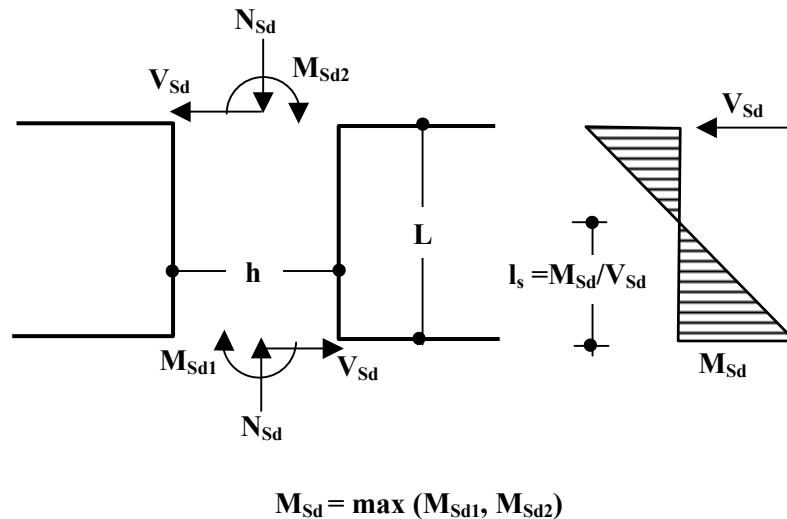 N_Sd
V_Sd
M_Sd2
V_Sd
L
h
l_s =M_Sd/V_Sd
M_Sd1
V_Sd
M_Sd
N_Sd
M_Sd = max (M_Sd1, M_Sd2)